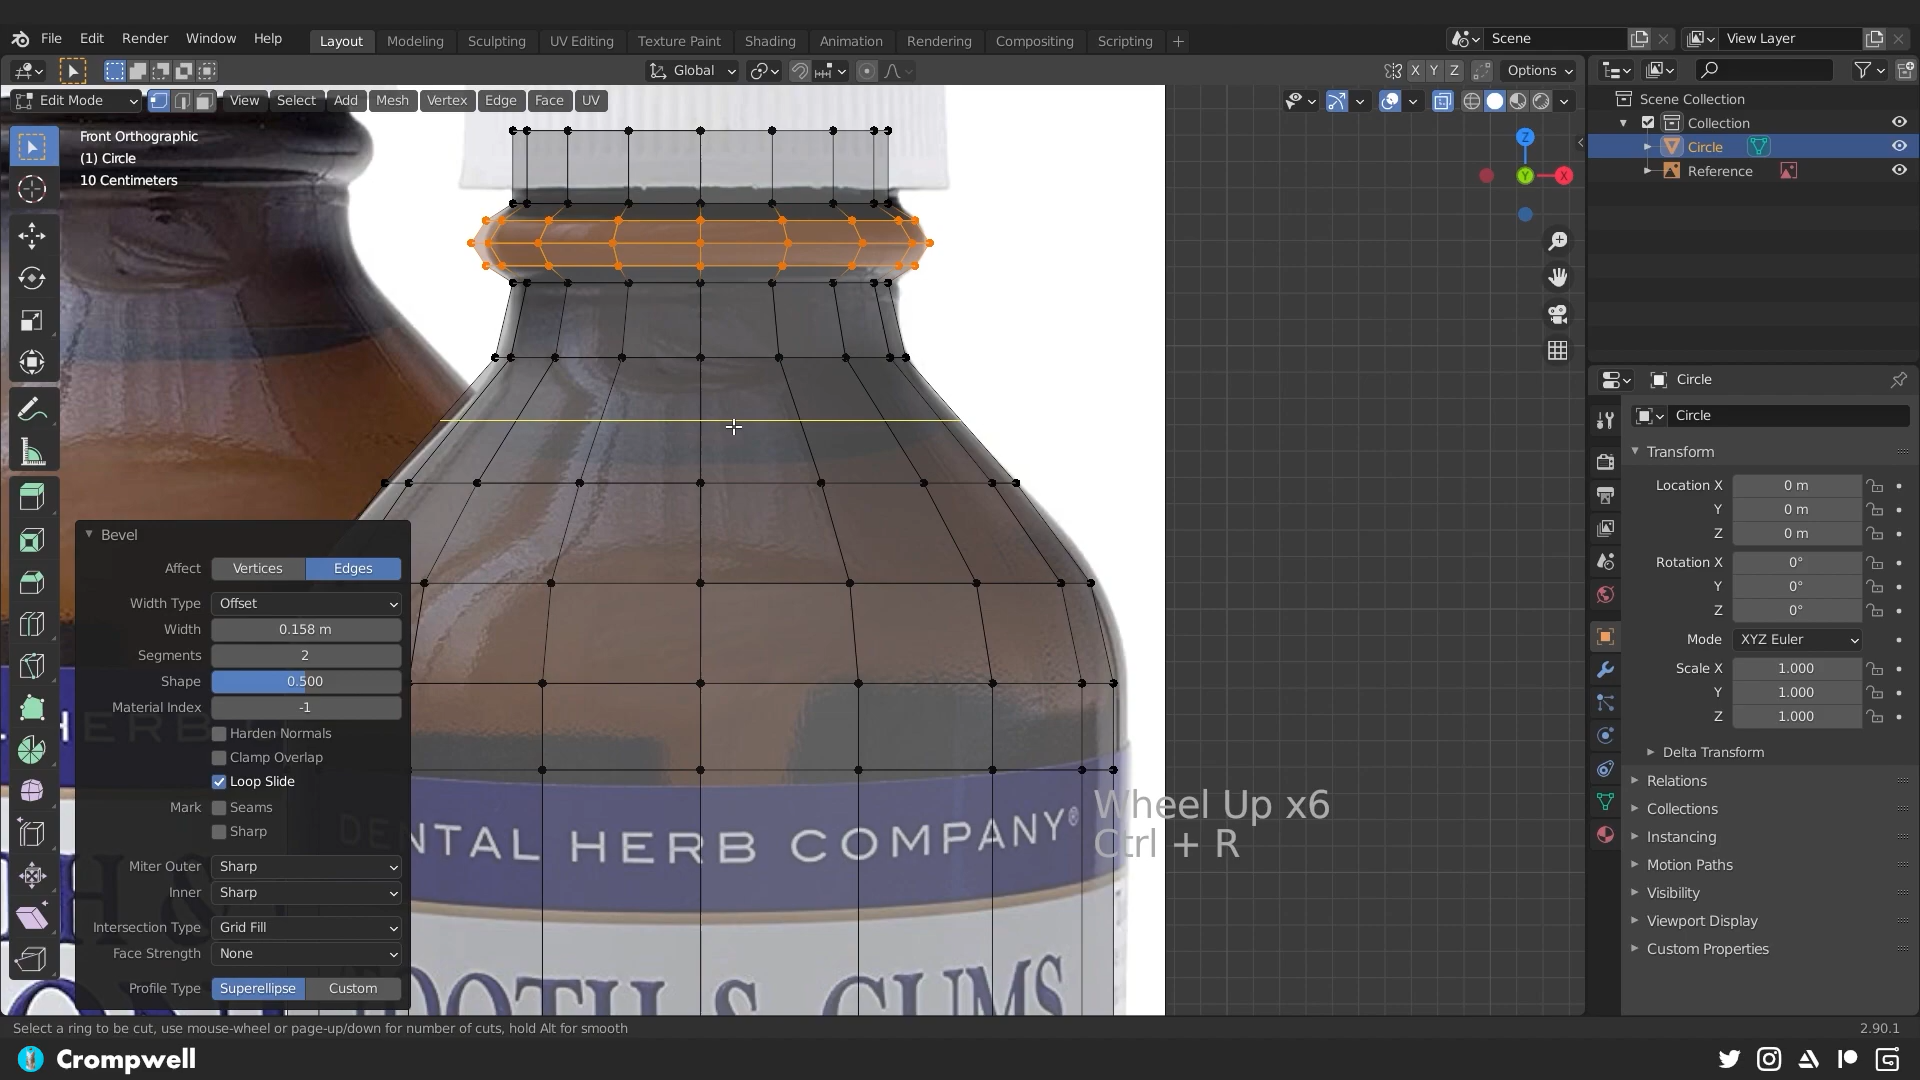 File Edit Render Window Help
Layout Modeling Sculpting UV Editing Texture Paint Shading Animation Rendering Compositing Scripting +
Scene
View Layer
Global
X Y Z Options
Edit Mode
View Select Add Mesh Vertex Edge Face UV
Scene Collection
Collection
Circle
Reference
Front Orthographic
(1) Circle
10 Centimeters
Z
Y
X
Circle
Circle
Transform
Location X 0 m
Y 0 m
Z 0 m
Rotation X 0°
Y 0°
Z 0°
Mode XYZ Euler
Scale X 1.000
Y 1.000
Z 1.000
Delta Transform
Relations
Collections
Instancing
Motion Paths
Visibility
Viewport Display
Custom Properties
Bevel
Affect Vertices Edges
Width Type Offset
Width 0.158 m
Segments 2
Shape 0.500
Material Index -1
Harden Normals
Clamp Overlap
Loop Slide
Mark Seams
Sharp
Miter Outer Sharp
Inner Sharp
Intersection Type Grid Fill
Face Strength None
Profile Type Superellipse Custom
HERB
DENTAL HERB COMPANY®
TOOTH & GUMS
Wheel Up x6
Ctrl + R
Select a ring to be cut, use mouse-wheel or page-up/down for number of cuts, hold Alt for smooth
2.90.1
Crompwell